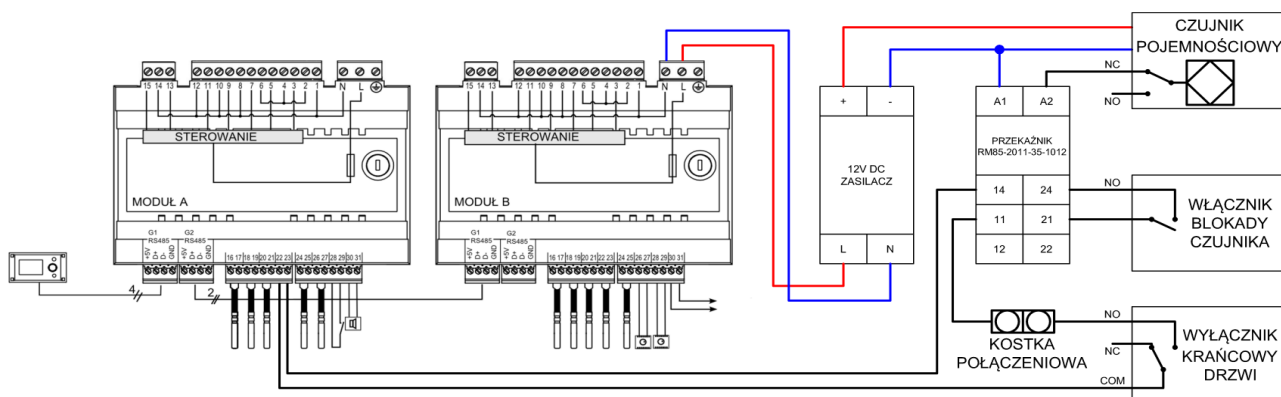 CZUJNIK
POJEMNOŚCIOWY
NC
NO
15 14 13 12 11 10 9 8 7 6 5 4 3 2 1 N L
STEROWANIE
MODUŁ A
G1
RS485
G2
RS485
+5V D+ D- GND
+5V D+ D- GND
16 17 18 19 20 21 22 23 24 25 26 27 28 29 30 31
4
2
15 14 13 12 11 10 9 8 7 6 5 4 3 2 1 N L
STEROWANIE
MODUŁ B
G1
RS485
G2
RS485
+5V D+ D- GND
+5V D+ D- GND
16 17 18 19 20 21 22 23 24 25 26 27 28 29 30 31
+ -
12V DC
ZASILACZ
L N
A1 A2
PRZEKAŹNIK
RM85-2011-35-1012
14 24
11 21
12 22
NO
WŁĄCZNIK
BLOKADY
CZUJNIKA
KOSTKA
POŁĄCZENIOWA
NO
NC
COM
WYŁĄCZNIK
KRAŃCOWY
DRZWI